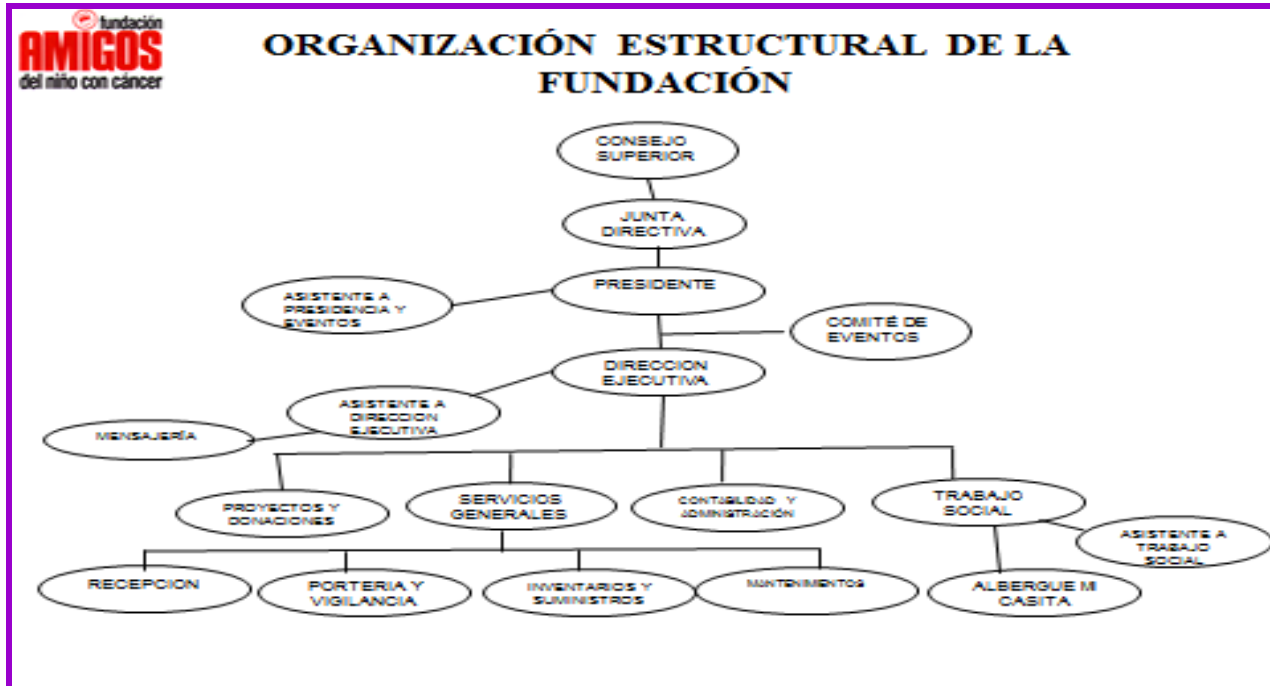 fundación
AMIGOS
del niño con cáncer
ORGANIZACIÓN ESTRUCTURAL DE LA
FUNDACIÓN
CONSEJO
SUPERIOR
JUNTA
DIRECTIVA
PRESIDENTE
ASISTENTE A
PRESIDENCIA Y
EVENTOS
COMITÉ DE
EVENTOS
DIRECCION
EJECUTIVA
ASISTENTE A
DIRECCION
EJECUTIVA
MENSAJERÍA
PROYECTOS Y
DONACIONES
SERVICIOS
GENERALES
CONTABILIDAD Y
ADMINISTRACIÓN
TRABAJO
SOCIAL
ASISTENTE A
TRABAJO
SOCIAL
RECEPCION
PORTERIA Y
VIGILANCIA
INVENTARIOS Y
SUMINISTROS
MANTENIMIENTOS
ALBERGUE MI
CASITA